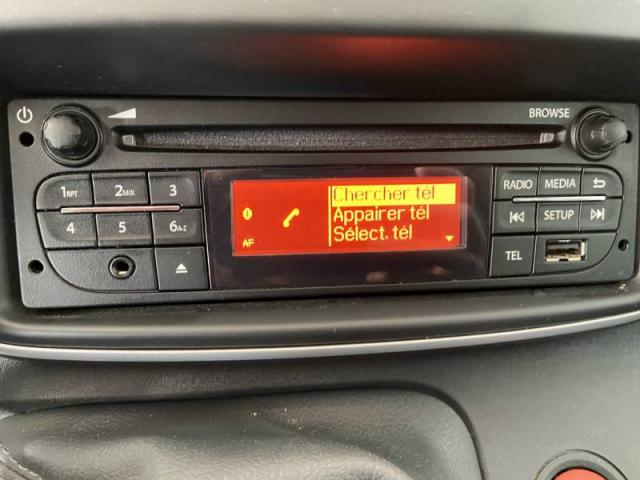 BROWSE
1RPT 2MIX 3
4 5 6A-Z
Chercher tél
Appairer tél
Sélect. tél
AF
RADIO MEDIA
SETUP
TEL